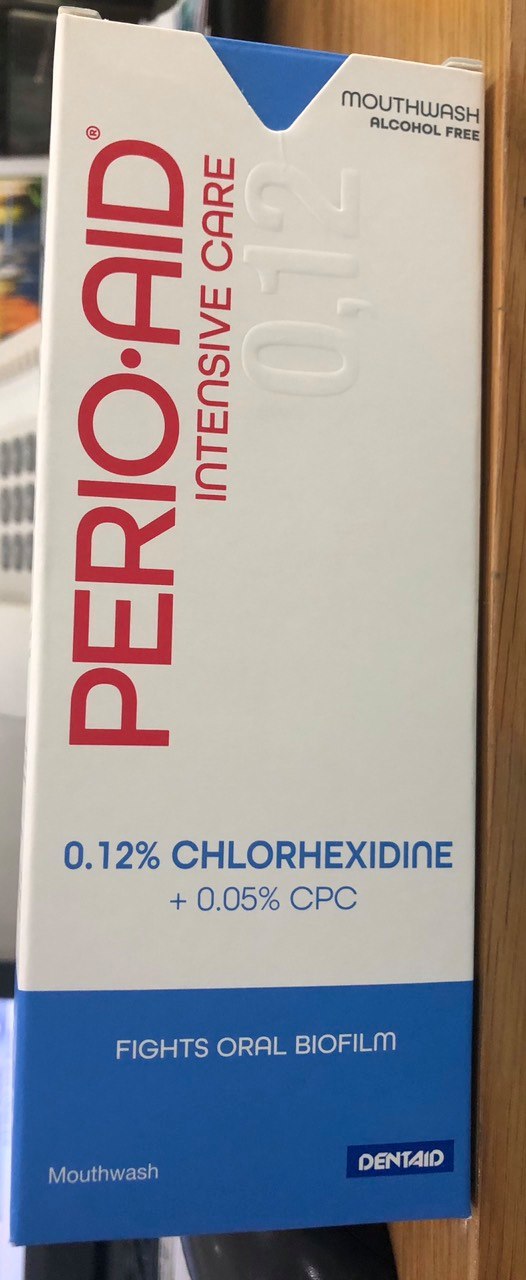 MOUTHWASH
ALCOHOL FREE
PERIO·AID®
INTENSIVE CARE
0,12
0.12% CHLORHEXIDINE
+ 0.05% CPC
FIGHTS ORAL BIOFILM
Mouthwash
DENTAID